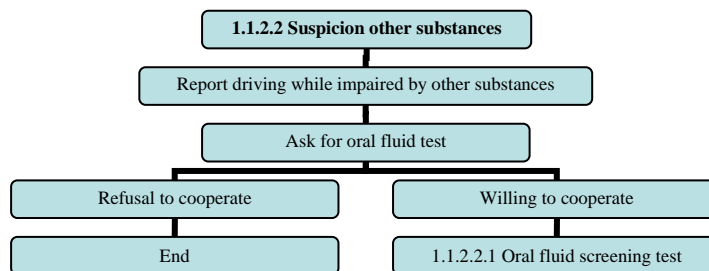 1.1.2.2 Suspicion other substances
Report driving while impaired by other substances
Ask for oral fluid test
Refusal to cooperate
Willing to cooperate
End
1.1.2.2.1 Oral fluid screening test